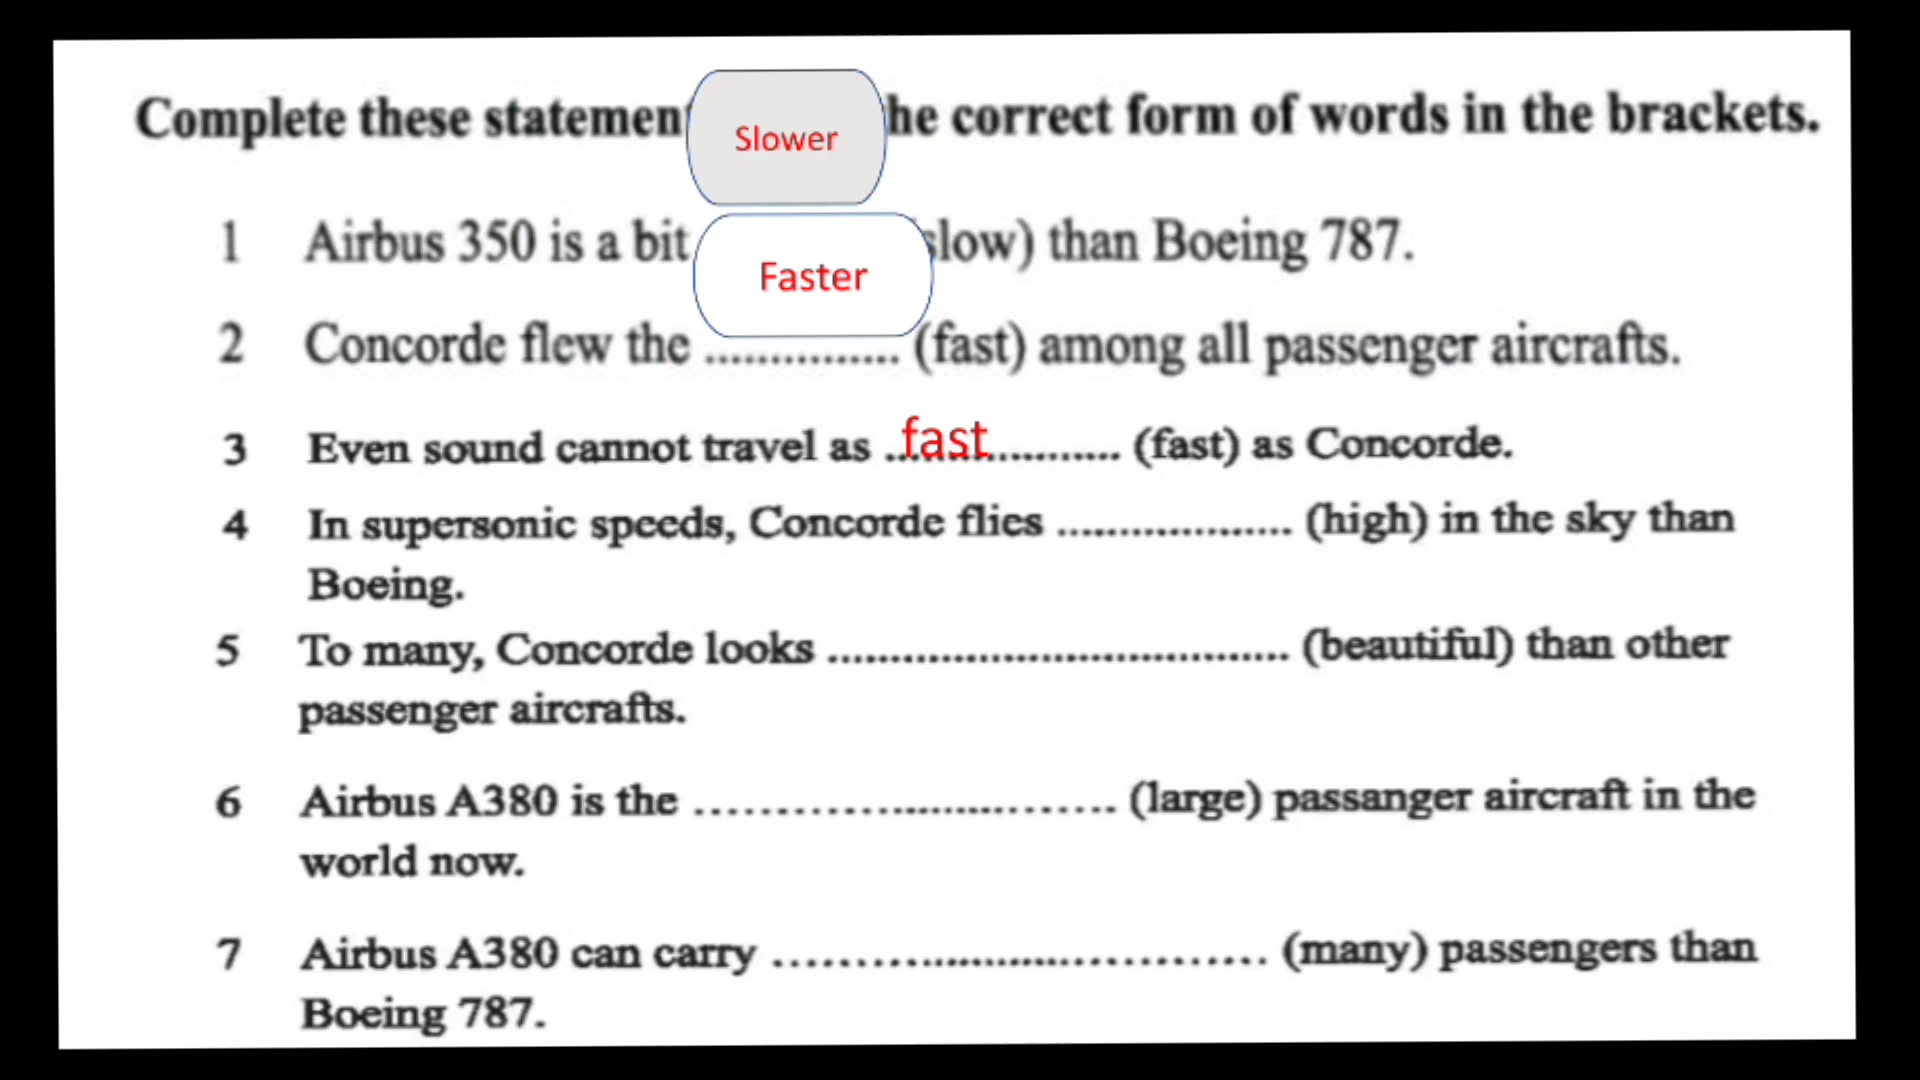 Complete these statemen Slower he correct form of words in the brackets.
1 Airbus 350 is a bit Faster slow) than Boeing 787.
2 Concorde flew the ............... (fast) among all passenger aircrafts.
3 Even sound cannot travel as ..fast.................. (fast) as Concorde.
4 In supersonic speeds, Concorde flies ................... (high) in the sky than
Boeing.
5 To many, Concorde looks ..................................... (beautiful) than other
passenger aircrafts.
6 Airbus A380 is the .................................. (large) passanger aircraft in the
world now.
7 Airbus A380 can carry ....................................... (many) passengers than
Boeing 787.